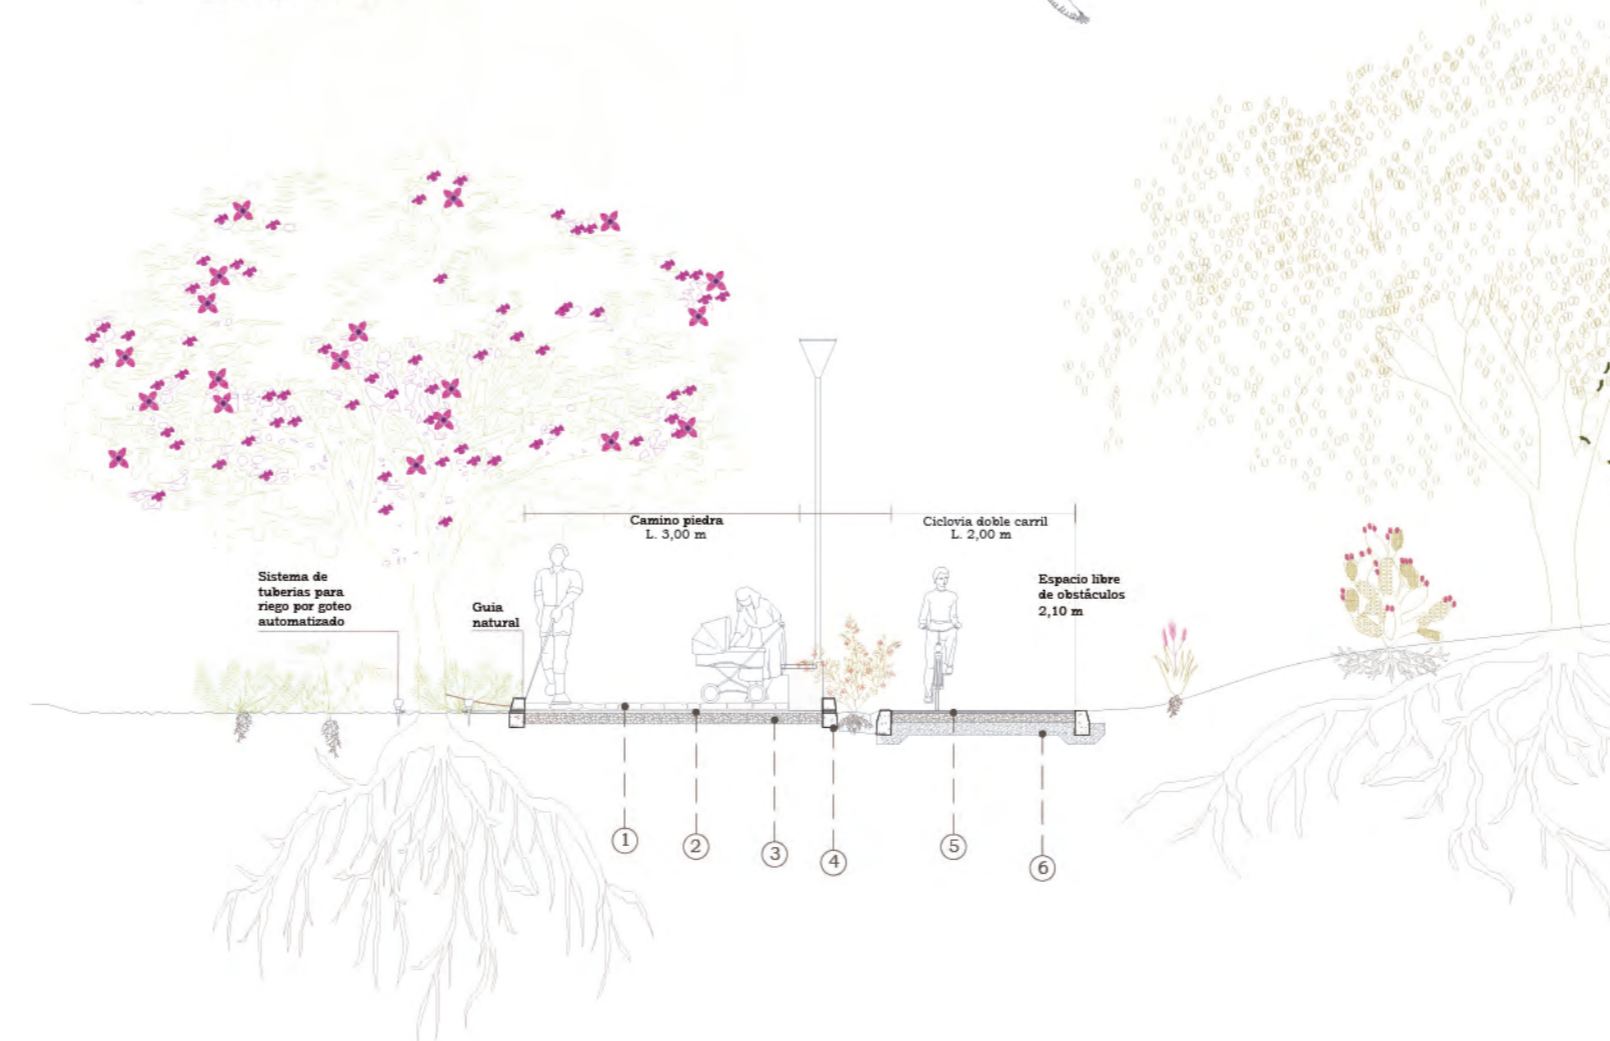 Camino piedra
L. 3,00 m
Ciclovia doble carril
L. 2,00 m
Sistema de
tuberias para
riego por goteo
automatizado
Guia
natural
Espacio libre
de obstáculos
2,10 m
1
2
3
4
5
6